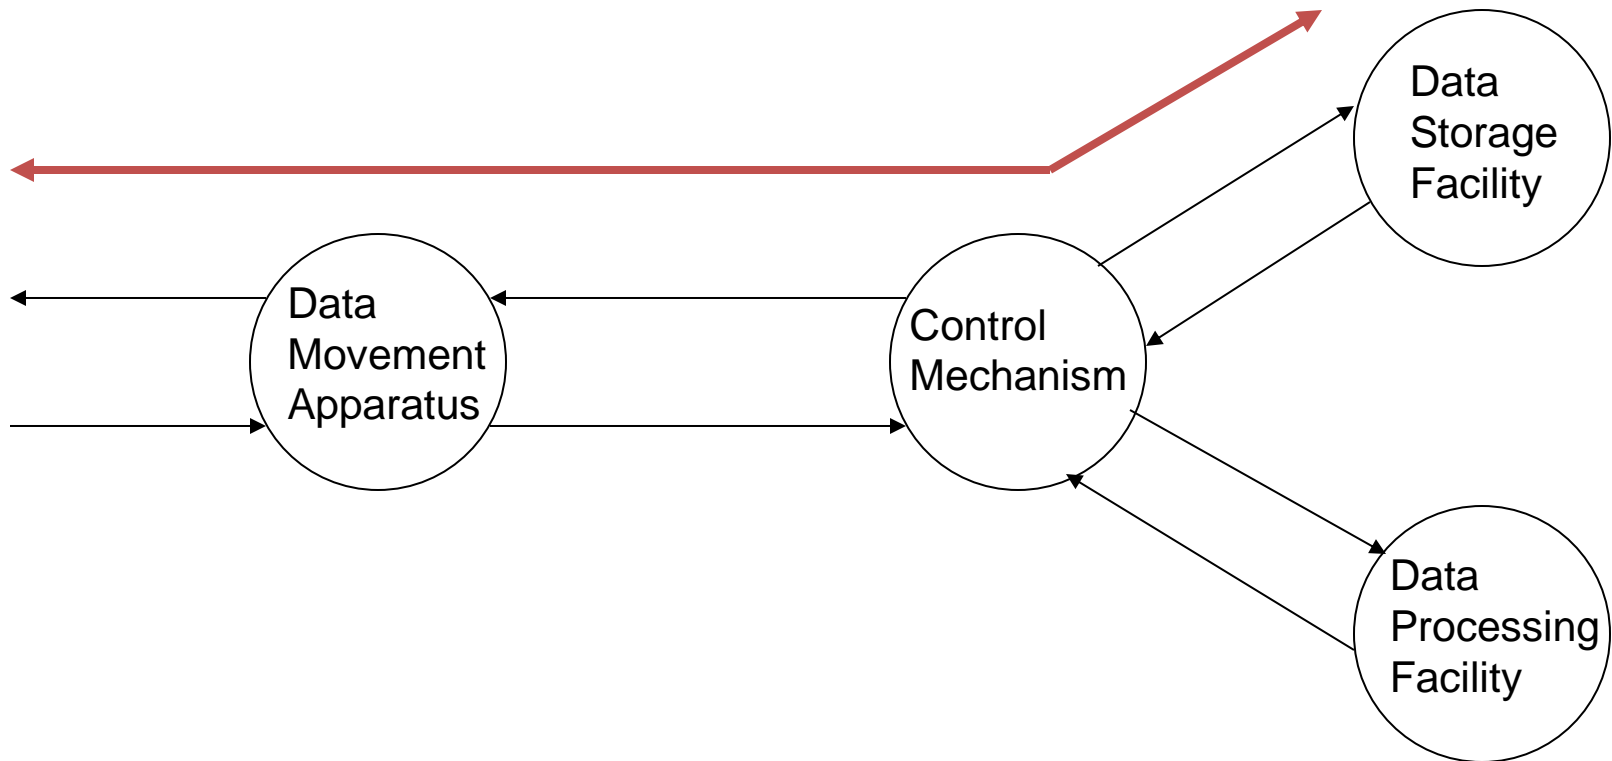 Data
Storage
Facility
Data
Movement
Apparatus
Control
Mechanism
Data
Processing
Facility